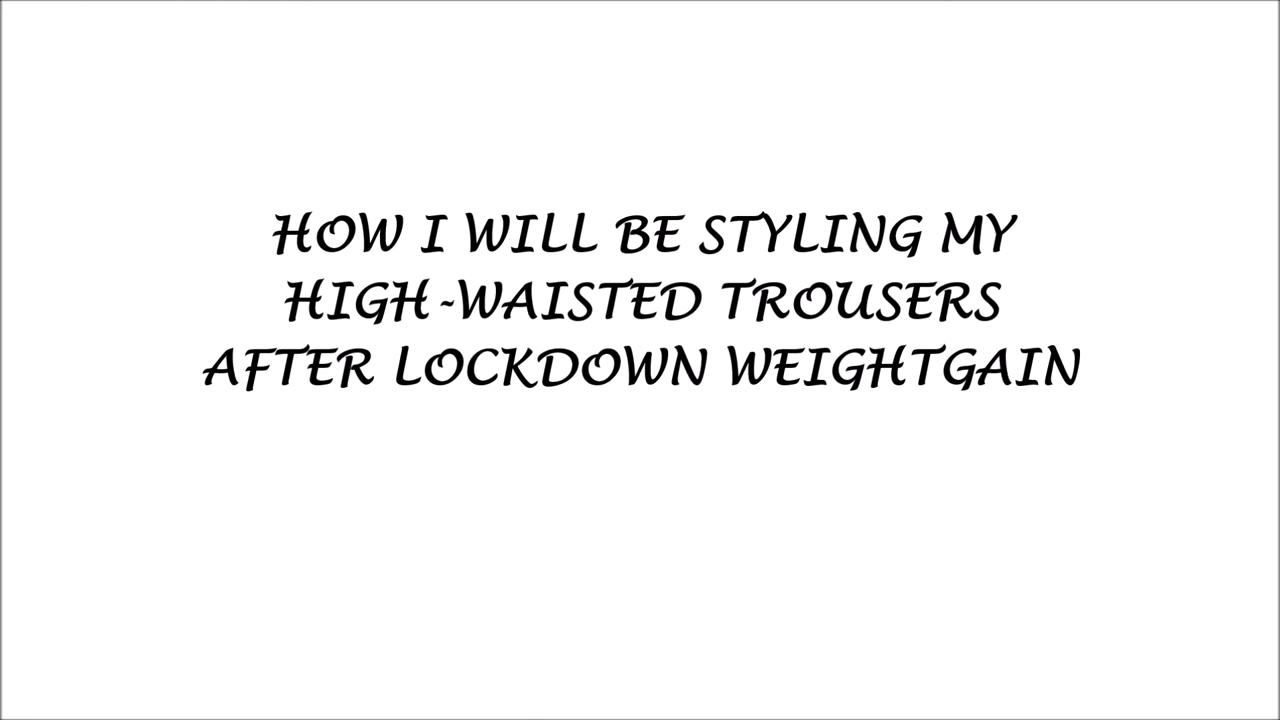 HOW I WILL BE STYLING MY
HIGH-WAISTED TROUSERS
AFTER LOCKDOWN WEIGHTGAIN